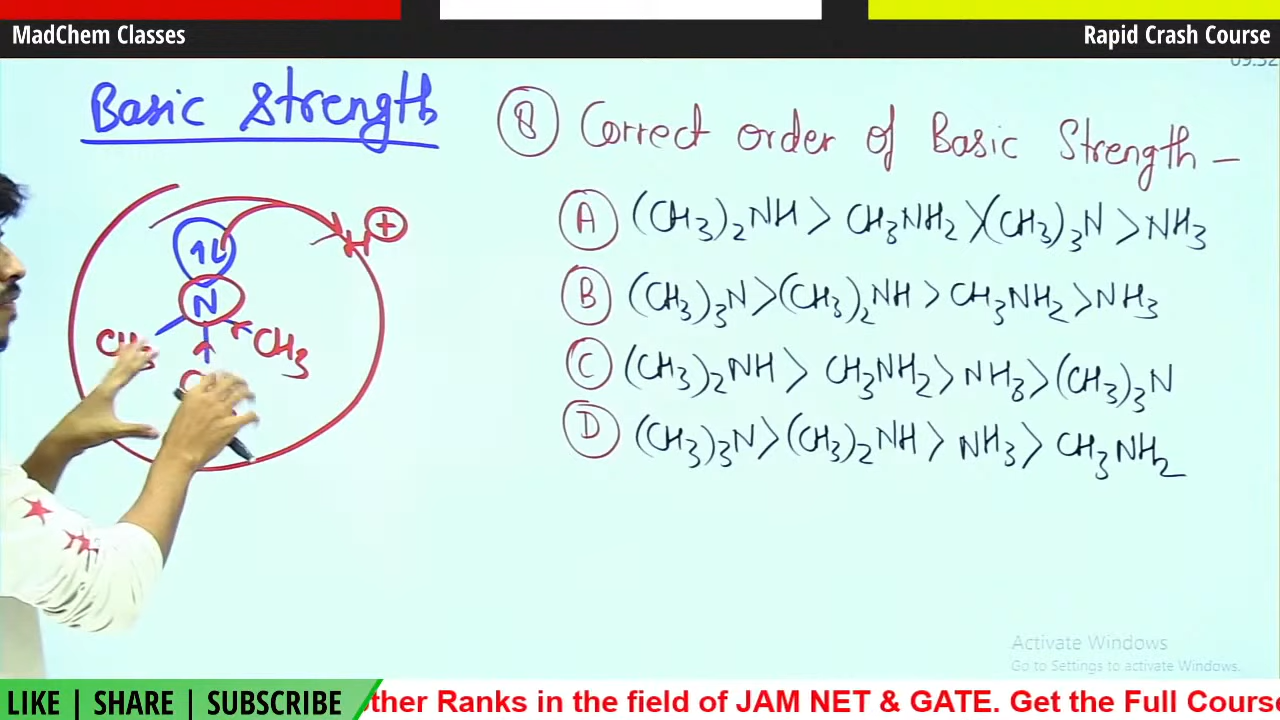 MadChem Classes
Rapid Crash Course
Basic Strength
Q Correct order of Basic Strength –
A (CH3)2NH > CH3NH2 > (CH3)3N > NH3
B (CH3)3N > (CH3)2NH > CH3NH2 > NH3
C (CH3)2NH > CH3NH2 > NH3 > (CH3)3N
D (CH3)3N > (CH3)2NH > NH3 > CH3NH2
H +
1L
N
CH3
CH3
Activate Windows
Go to Settings to activate Windows.
LIKE | SHARE | SUBSCRIBE
ther Ranks in the field of JAM NET & GATE. Get the Full Cours